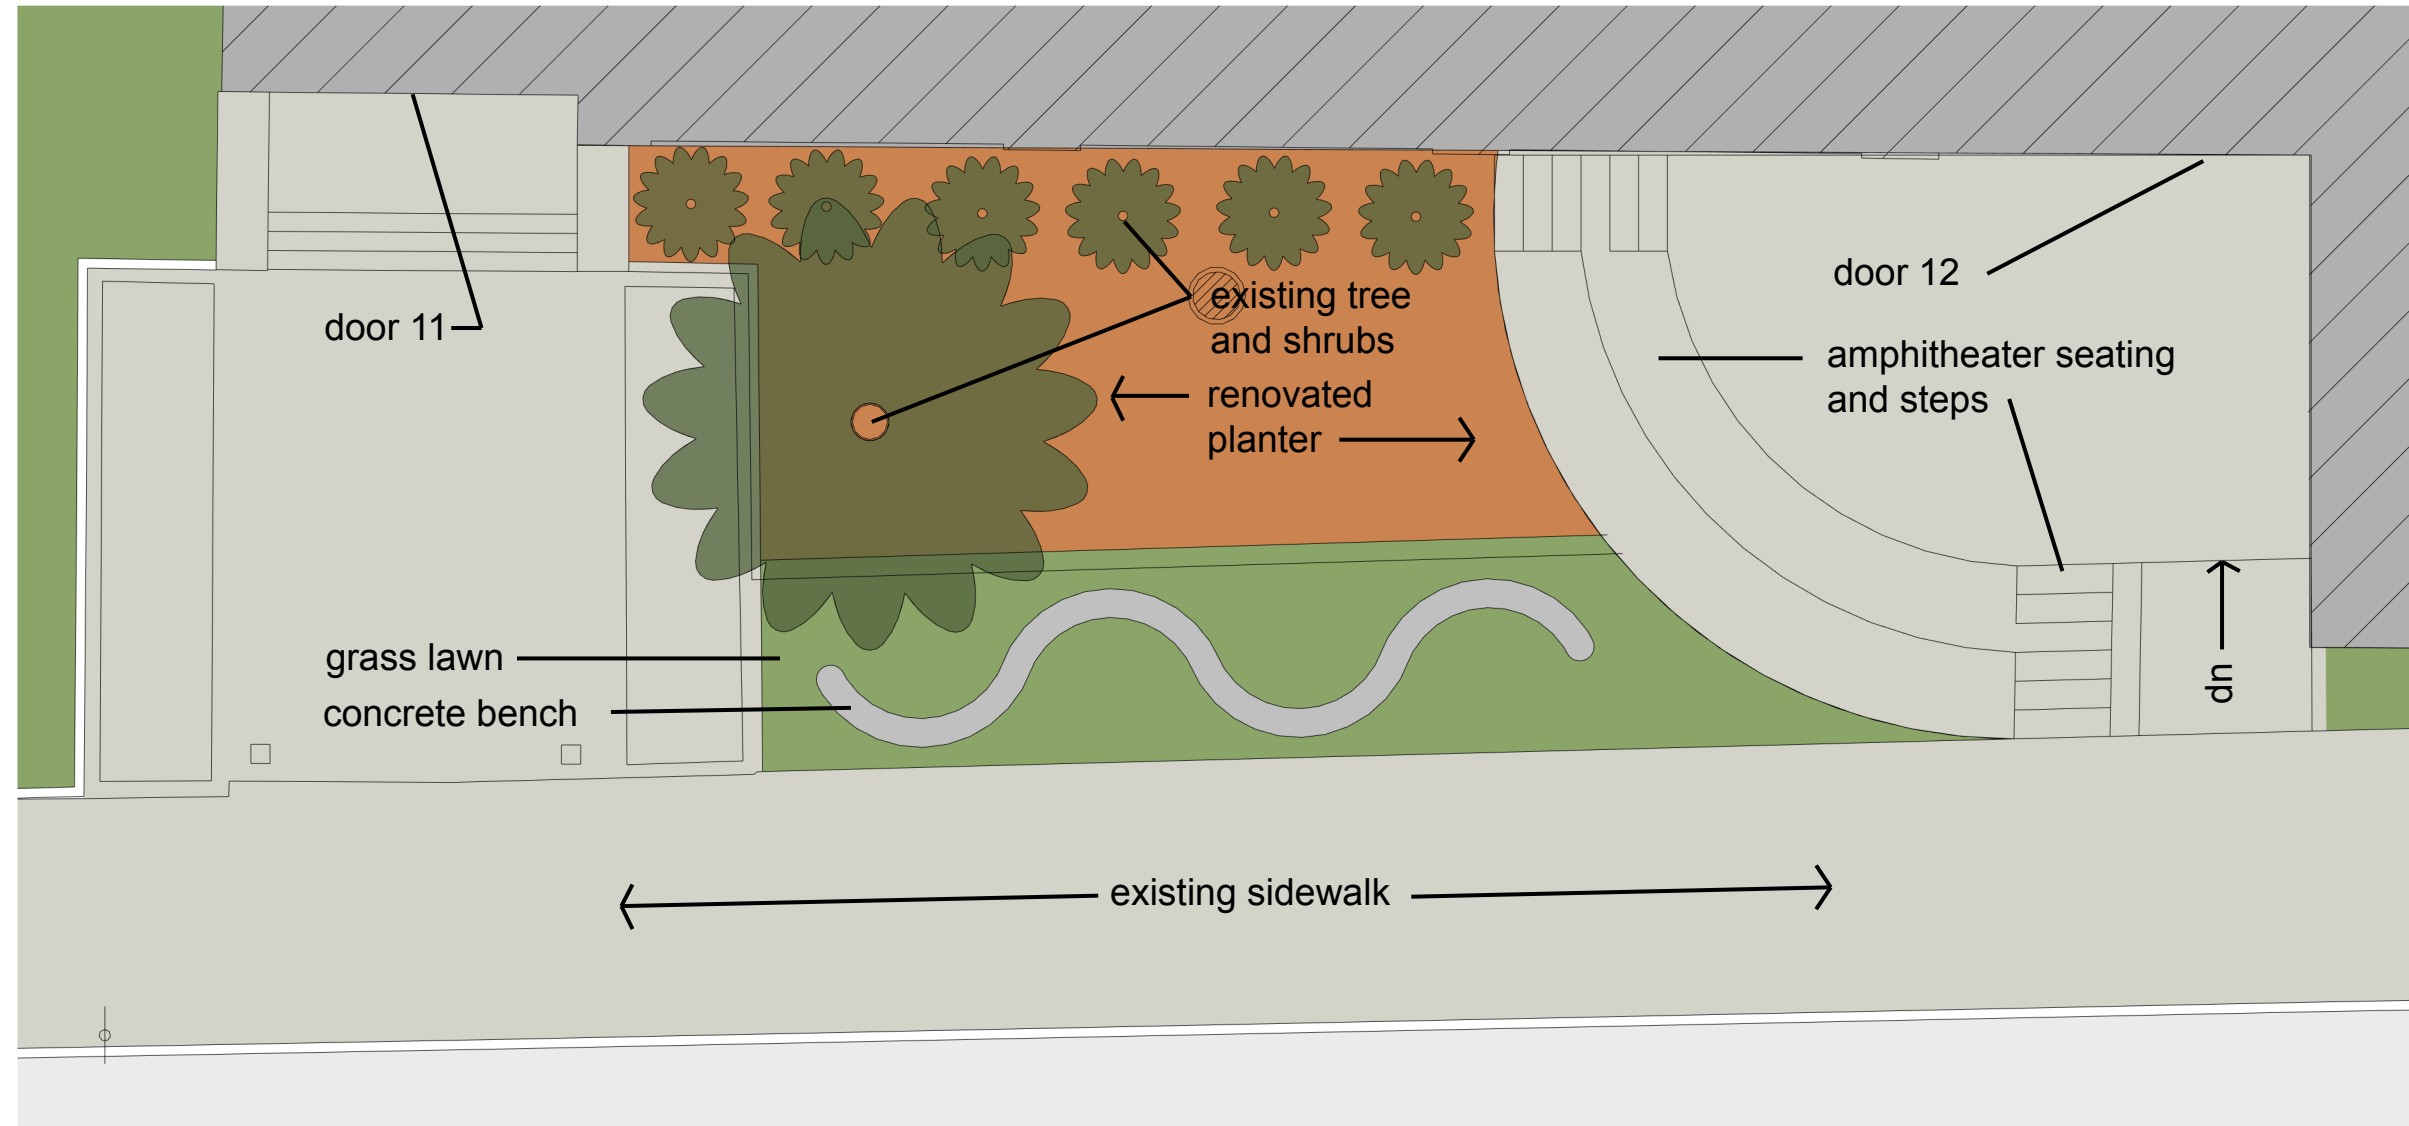 existing tree
and shrubs
door 12
door 11
amphitheater seating
and steps
renovated
planter
grass lawn
concrete bench
dn
existing sidewalk